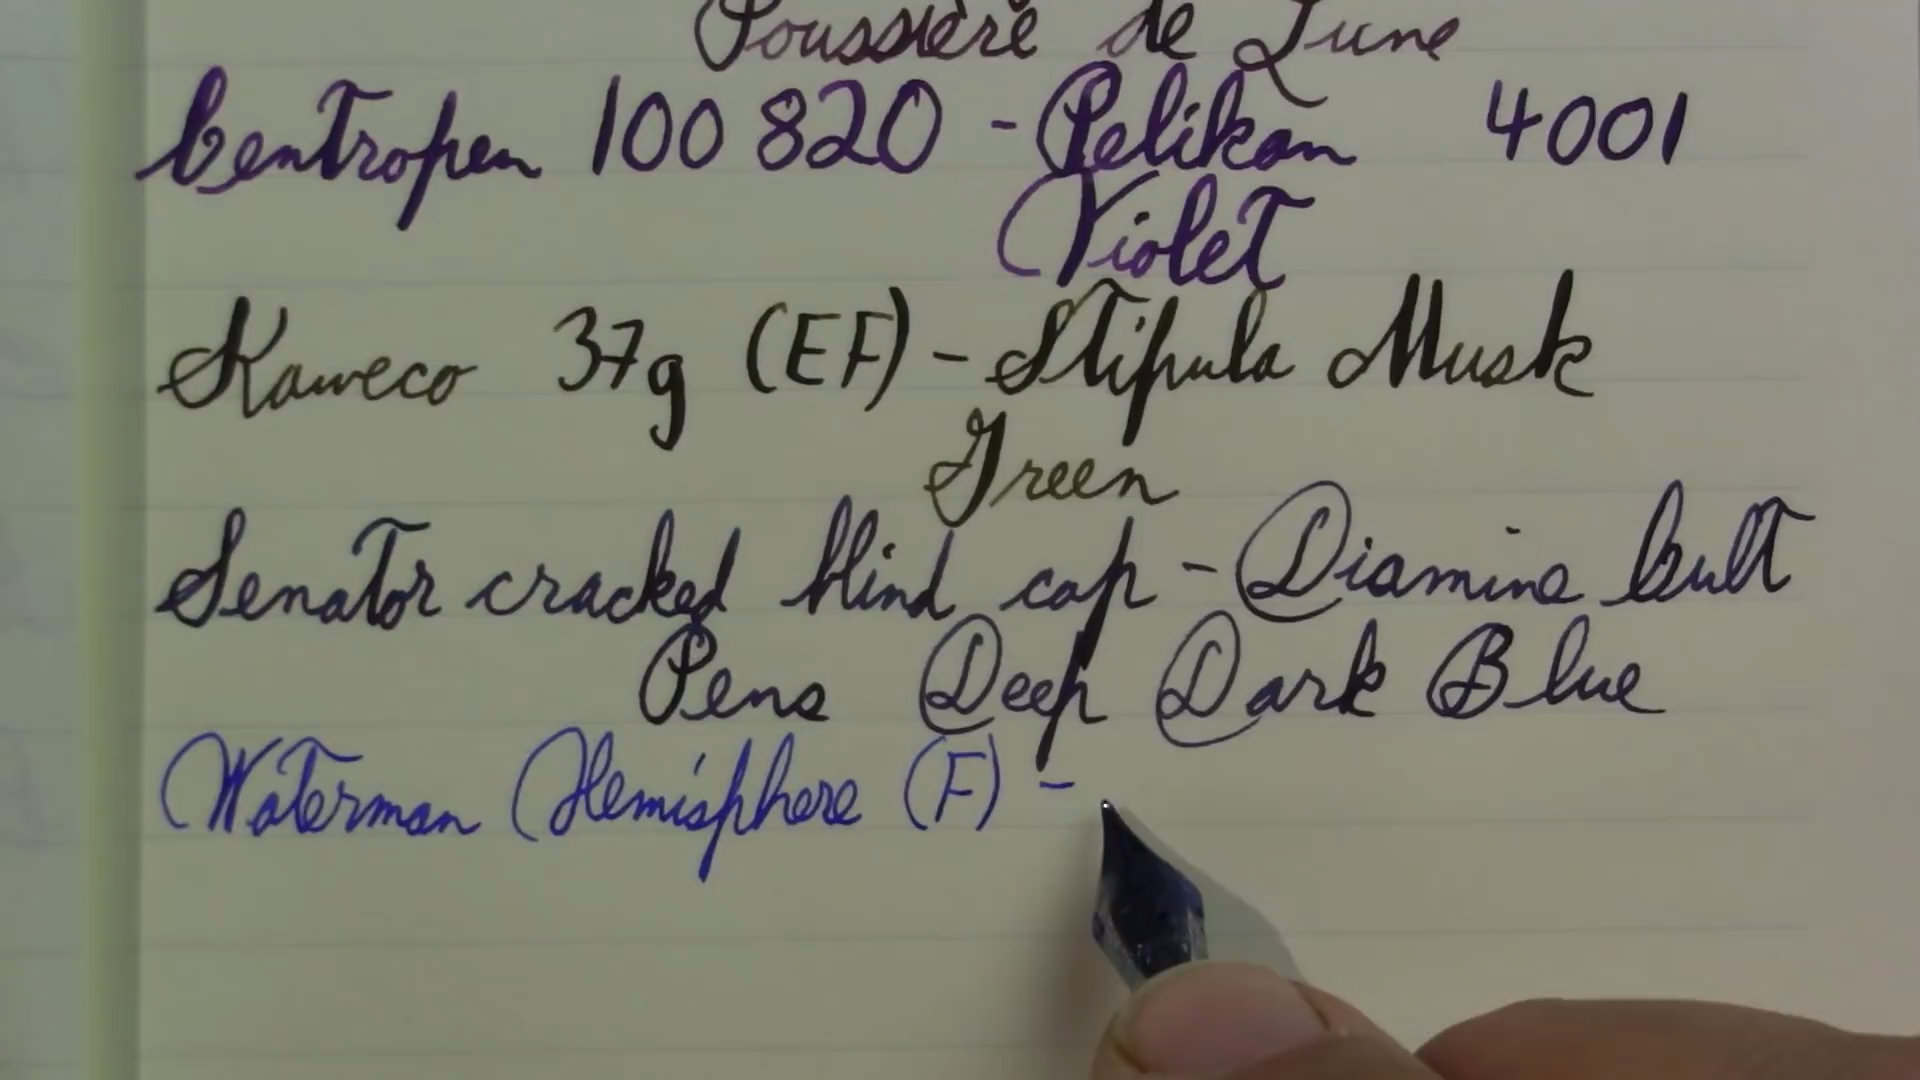 Poussière de Lune
Centropen 100 820 - Pelikan 4001
Violet
Kaweco 37g (EF) - Stipula Musk
Green
Senator cracked blind cap - Diamine Cult
Pens Deep Dark Blue
Waterman Hemisphere (F) -